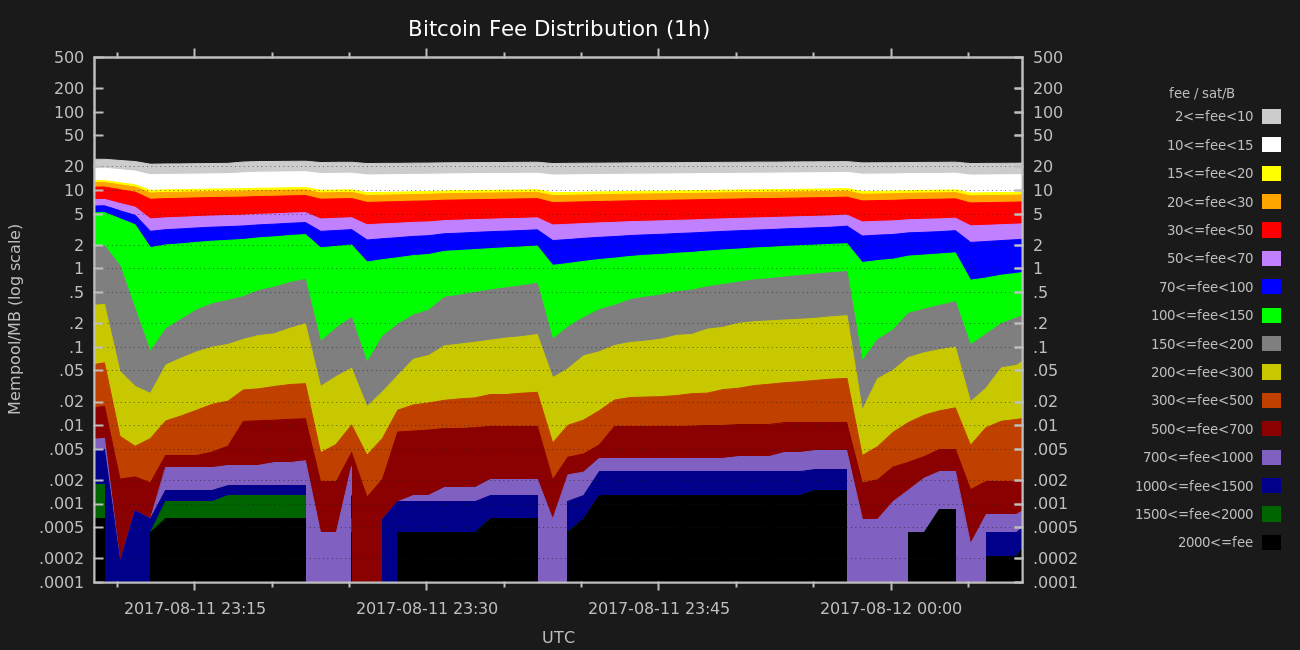 Bitcoin Fee Distribution (1h)
500 500
200 200
100 100
50 50
20 20
10 10
5 5
2 2
1 1
.5 .5
.2 .2
.1 .1
.05 .05
.02 .02
.01 .01
.005 .005
.002 .002
.001 .001
.0005 .0005
.0002 .0002
.0001 .0001
Mempool/MB (log scale)
2017-08-11 23:15 2017-08-11 23:30 2017-08-11 23:45 2017-08-12 00:00
UTC
fee / sat/B
2<=fee<10
10<=fee<15
15<=fee<20
20<=fee<30
30<=fee<50
50<=fee<70
70<=fee<100
100<=fee<150
150<=fee<200
200<=fee<300
300<=fee<500
500<=fee<700
700<=fee<1000
1000<=fee<1500
1500<=fee<2000
2000<=fee